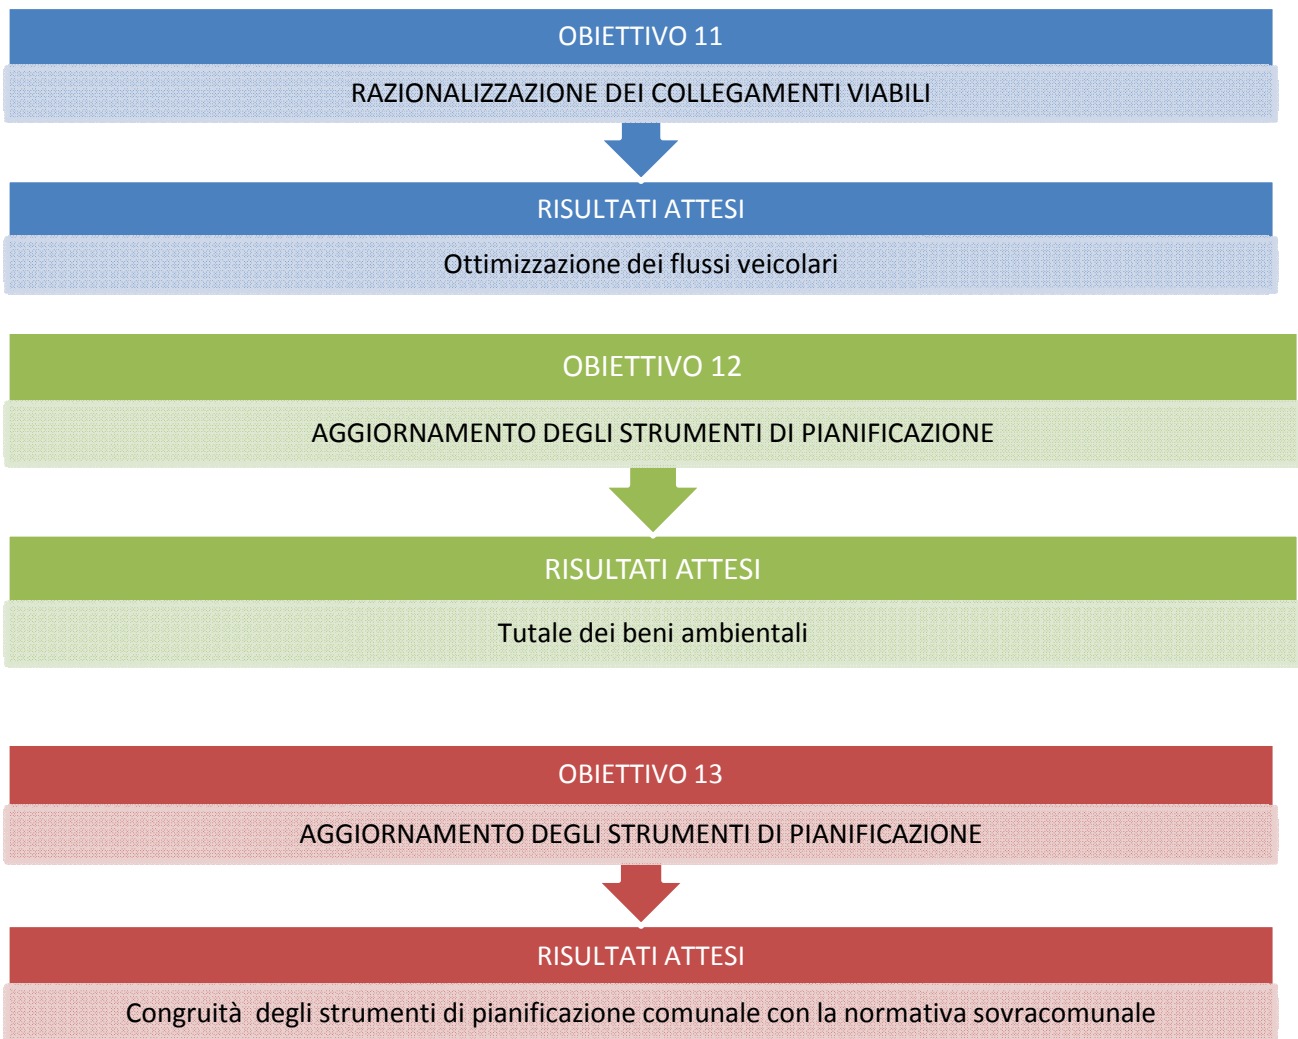 OBIETTIVO 11
RAZIONALIZZAZIONE DEI COLLEGAMENTI VIABILI
RISULTATI ATTESI
Ottimizzazione dei flussi veicolari
OBIETTIVO 12
AGGIORNAMENTO DEGLI STRUMENTI DI PIANIFICAZIONE
RISULTATI ATTESI
Tutale dei beni ambientali
OBIETTIVO 13
AGGIORNAMENTO DEGLI STRUMENTI DI PIANIFICAZIONE
RISULTATI ATTESI
Congruità  degli strumenti di pianificazione comunale con la normativa sovracomunale